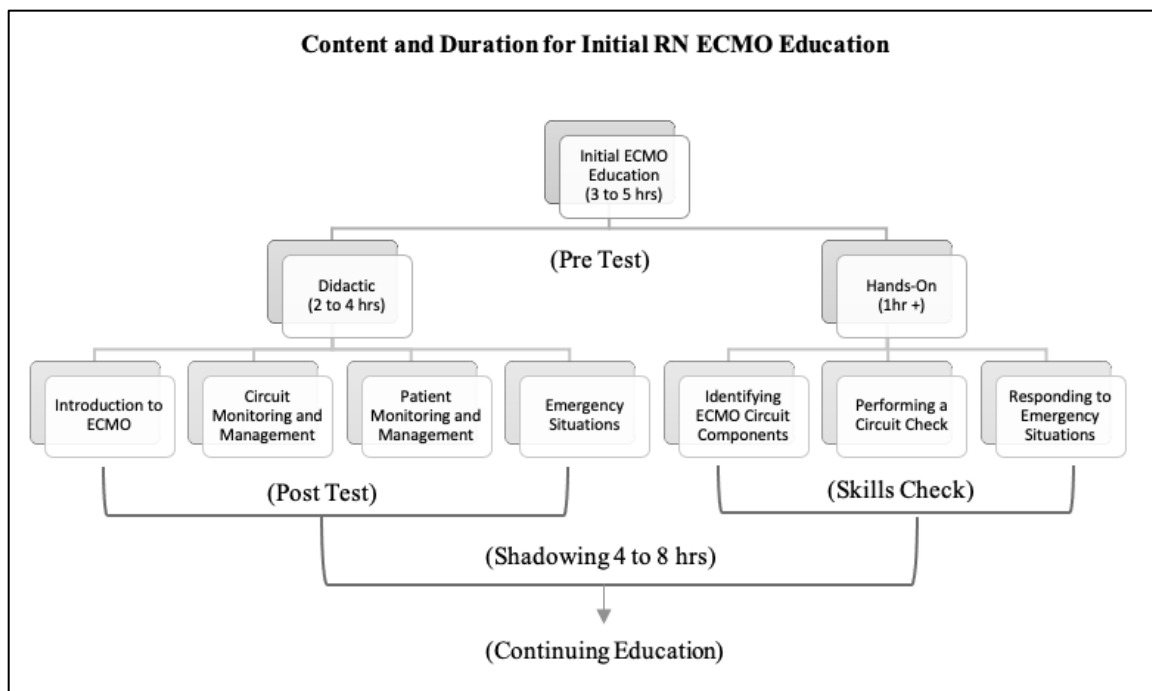 Content and Duration for Initial RN ECMO Education
Initial ECMO
Education
(3 to 5 hrs)
(Pre Test)
Didactic
(2 to 4 hrs)
Hands-On
(1hr +)
Introduction to
ECMO
Circuit
Monitoring and
Management
Patient
Monitoring and
Management
Emergency
Situations
Identifying
ECMO Circuit
Components
Performing a
Circuit Check
Responding to
Emergency
Situations
(Post Test)
(Skills Check)
(Shadowing 4 to 8 hrs)
(Continuing Education)